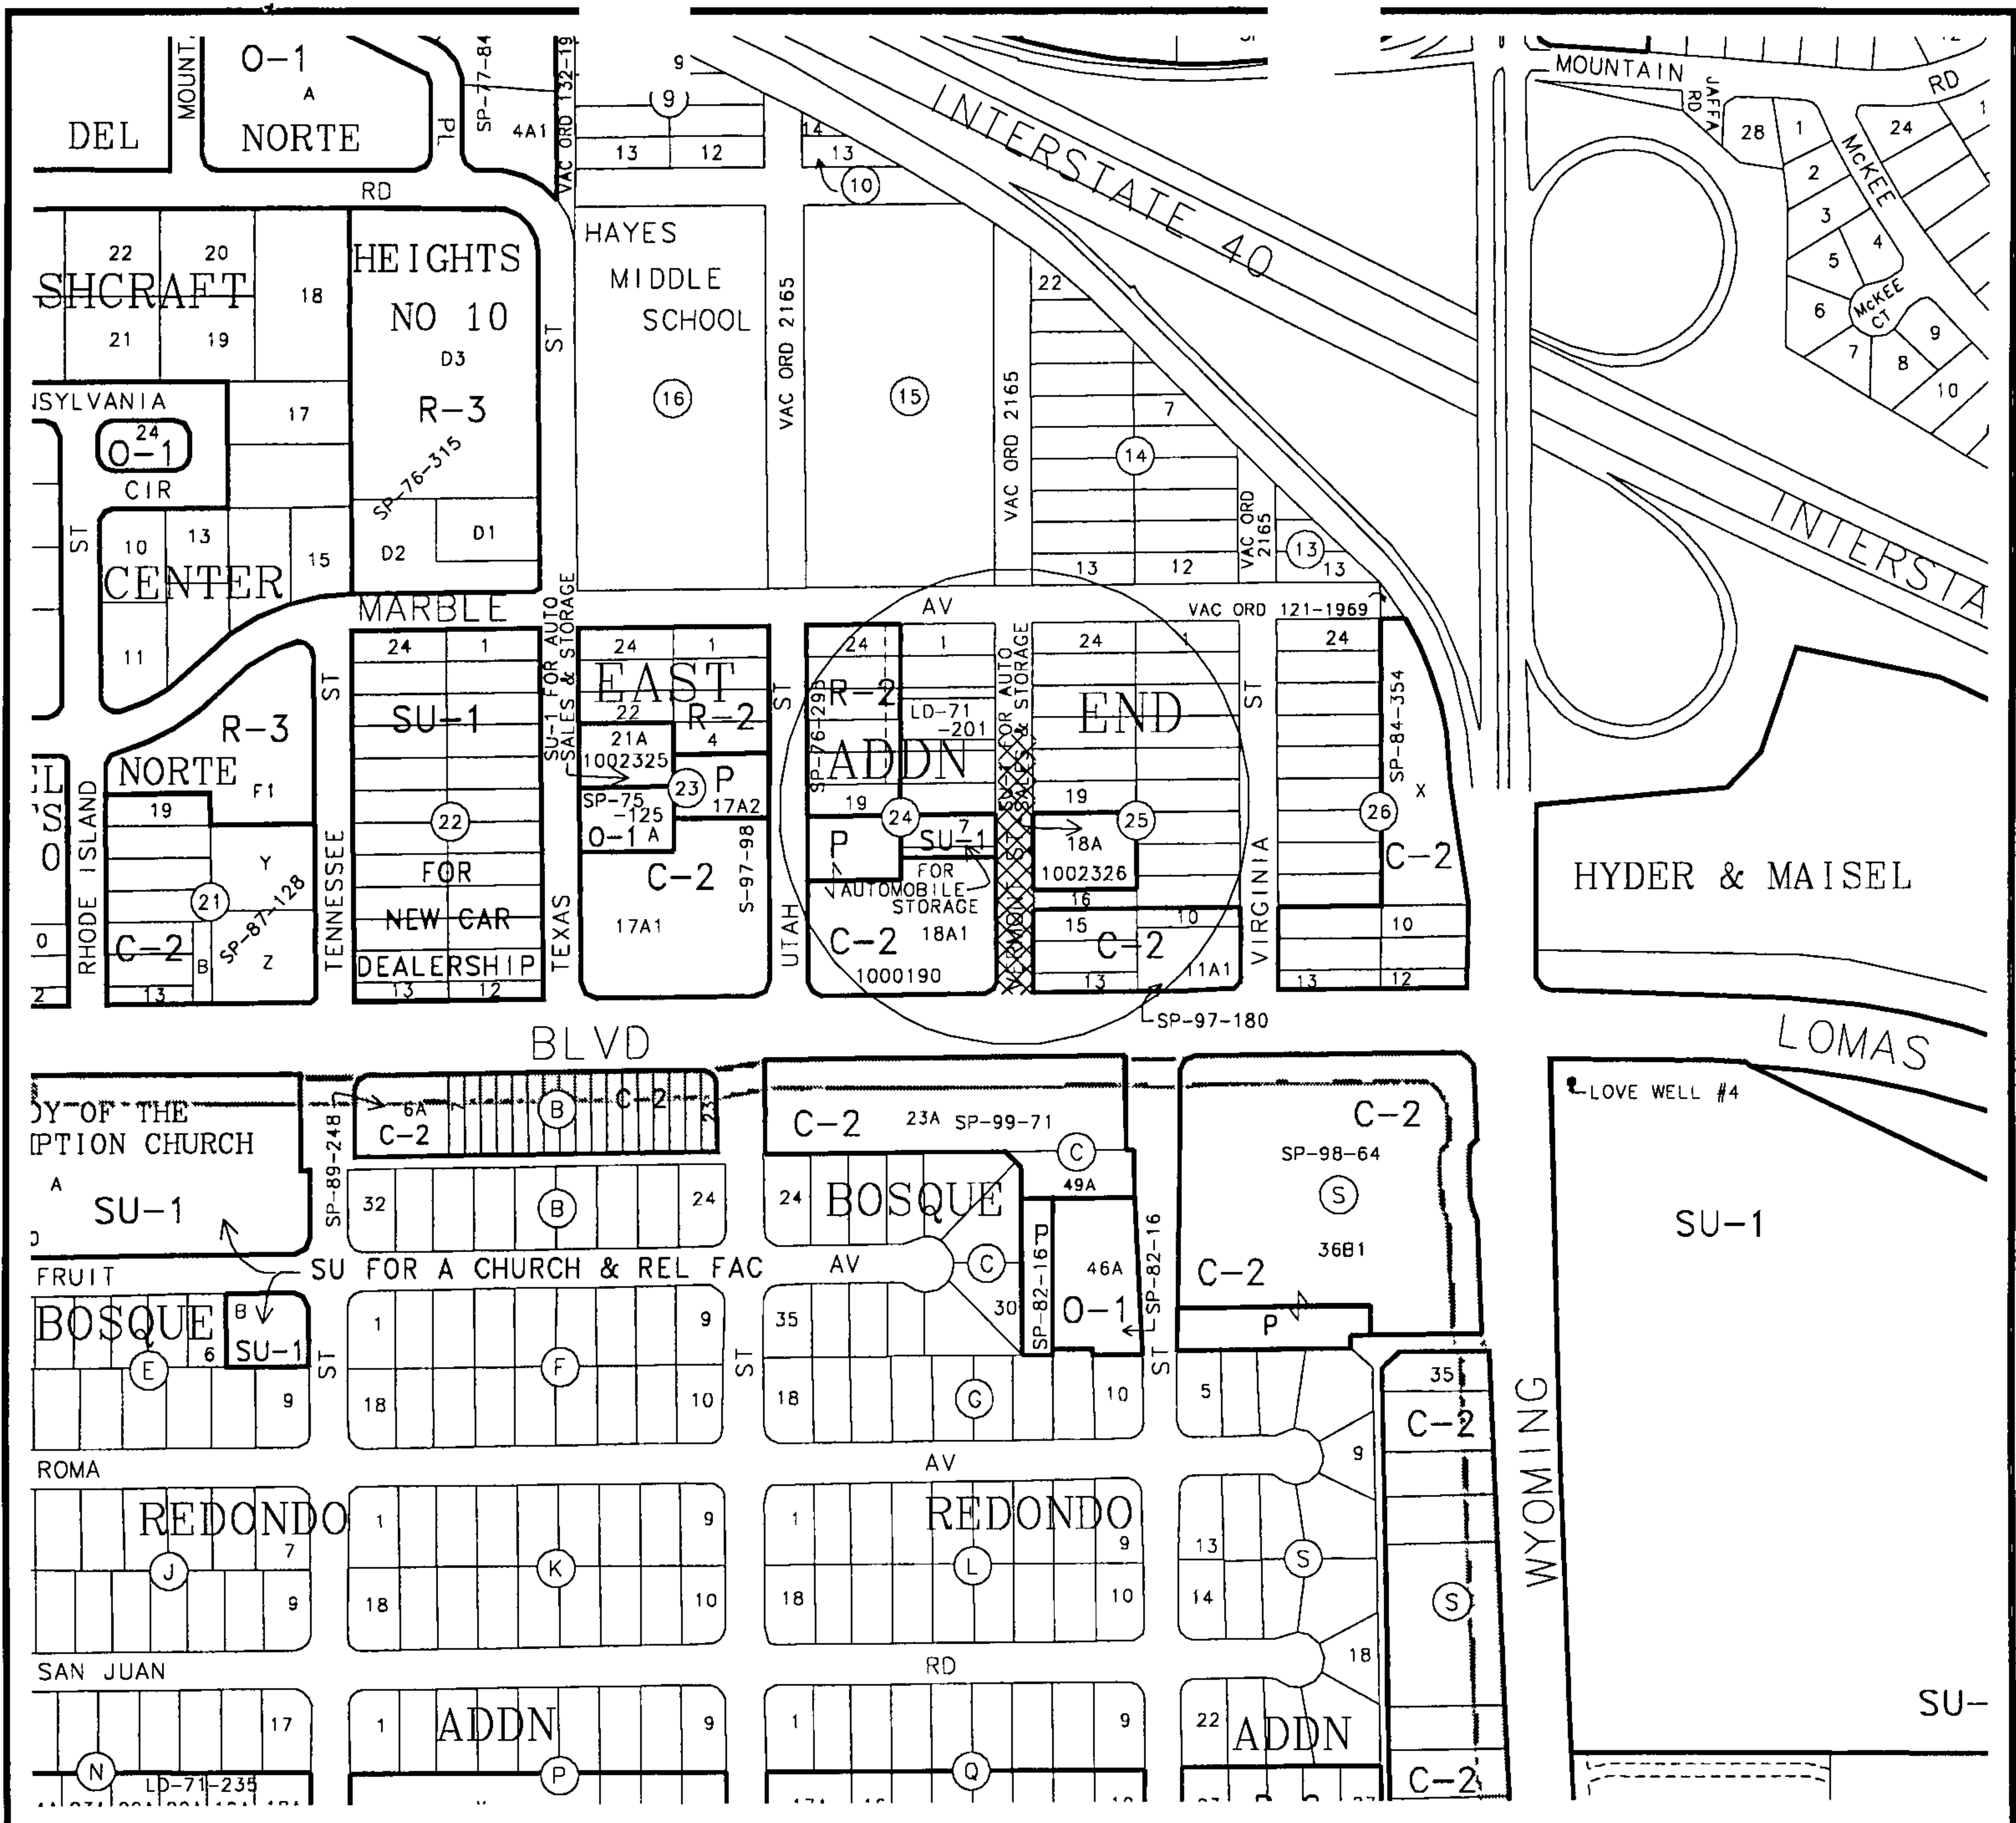 O-1
A
DEL
NORTE
MOUNT.
PL
SP-77-84
4A1
VAC ORD 132-19
9
9
13
12
14
13
10
INTERSTATE 40
MOUNTAIN
RD
JAFFA
RD
28
1
2
3
4
5
6
7
8
9
10
McKEE
McKEE
CT
24
1
12
RD
22
20
SHCRAFT
21
19
18
17
HEIGHTS
NO 10
D3
R-3
SP-76-315
D2
D1
ST
HAYES
MIDDLE
SCHOOL
16
VAC ORD 2165
15
VAC ORD 2165
22
7
14
13
12
VAC ORD
2165
13
13
INTERSTA
NSYLVANIA
24
O-1
CIR
ST
10
13
15
CENTER
11
MARBLE
AV
VAC ORD 121-1969
R-3
NORTE
F1
19
Y
21
SP-87-128
C-2
B
Z
13
RHODE ISLAND
ST
TENNESSEE
24
1
SU-1
22
FOR
NEW CAR
DEALERSHIP
13
12
SU-1 FOR AUTO
SALES & STORAGE
TEXAS
24
1
EAST
22
R-2
21A
4
1002325
23
P
17A2
SP-75
-125
O-1 A
C-2
17A1
S-97-98
ST
UTAH
24
1
R-2
SP-76-295
LD-71
-201
ADDN
19
24
P
7
SU-1
FOR
AUTOMOBILE
STORAGE
C-2
18A1
1000190
SU-1 FOR AUTO
SALES & STORAGE
VERMONT ST
24
1
END
19
25
18A
1002326
16
15
10
C-2
13
11A1
SP-97-180
ST
VIRGINIA
24
SP-84-354
X
26
C-2
10
13
12
HYDER & MAISEL
BLVD
LOMAS
DY OF THE
MPTION CHURCH
A
SU-1
SP-89-248
6A
7
B
C-2
23
C-2
32
B
24
C-2
23A SP-99-71
C
49A
24
BOSQUE
C
30
P
SP-82-16
46A
O-1
SP-82-16
C-2
SP-98-64
S
36B1
C-2
P
LOVE WELL #4
SU-1
FRUIT
SU FOR A CHURCH & REL FAC
AV
BOSQUE
B
SU-1
6
E
9
ST
1
9
F
18
10
ST
35
18
G
10
ST
5
9
35
C-2
WYOMING
ROMA
AV
REDONDO
7
J
9
1
9
K
18
10
REDONDO
1
9
L
18
10
13
S
14
S
18
SAN JUAN
RD
17
N
LD-71-235
1
ADDN
9
P
1
9
Q
22
ADDN
C-2
SU-